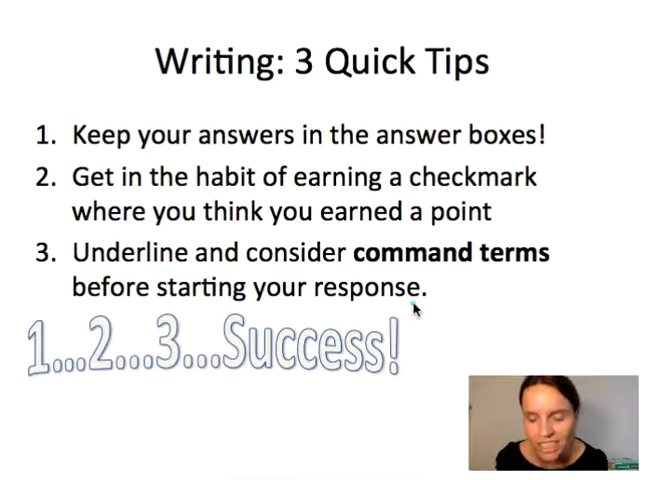 Writing: 3 Quick Tips
1. Keep your answers in the answer boxes!
2. Get in the habit of earning a checkmark
where you think you earned a point
3. Underline and consider command terms
before starting your response.
1...2...3...Success!